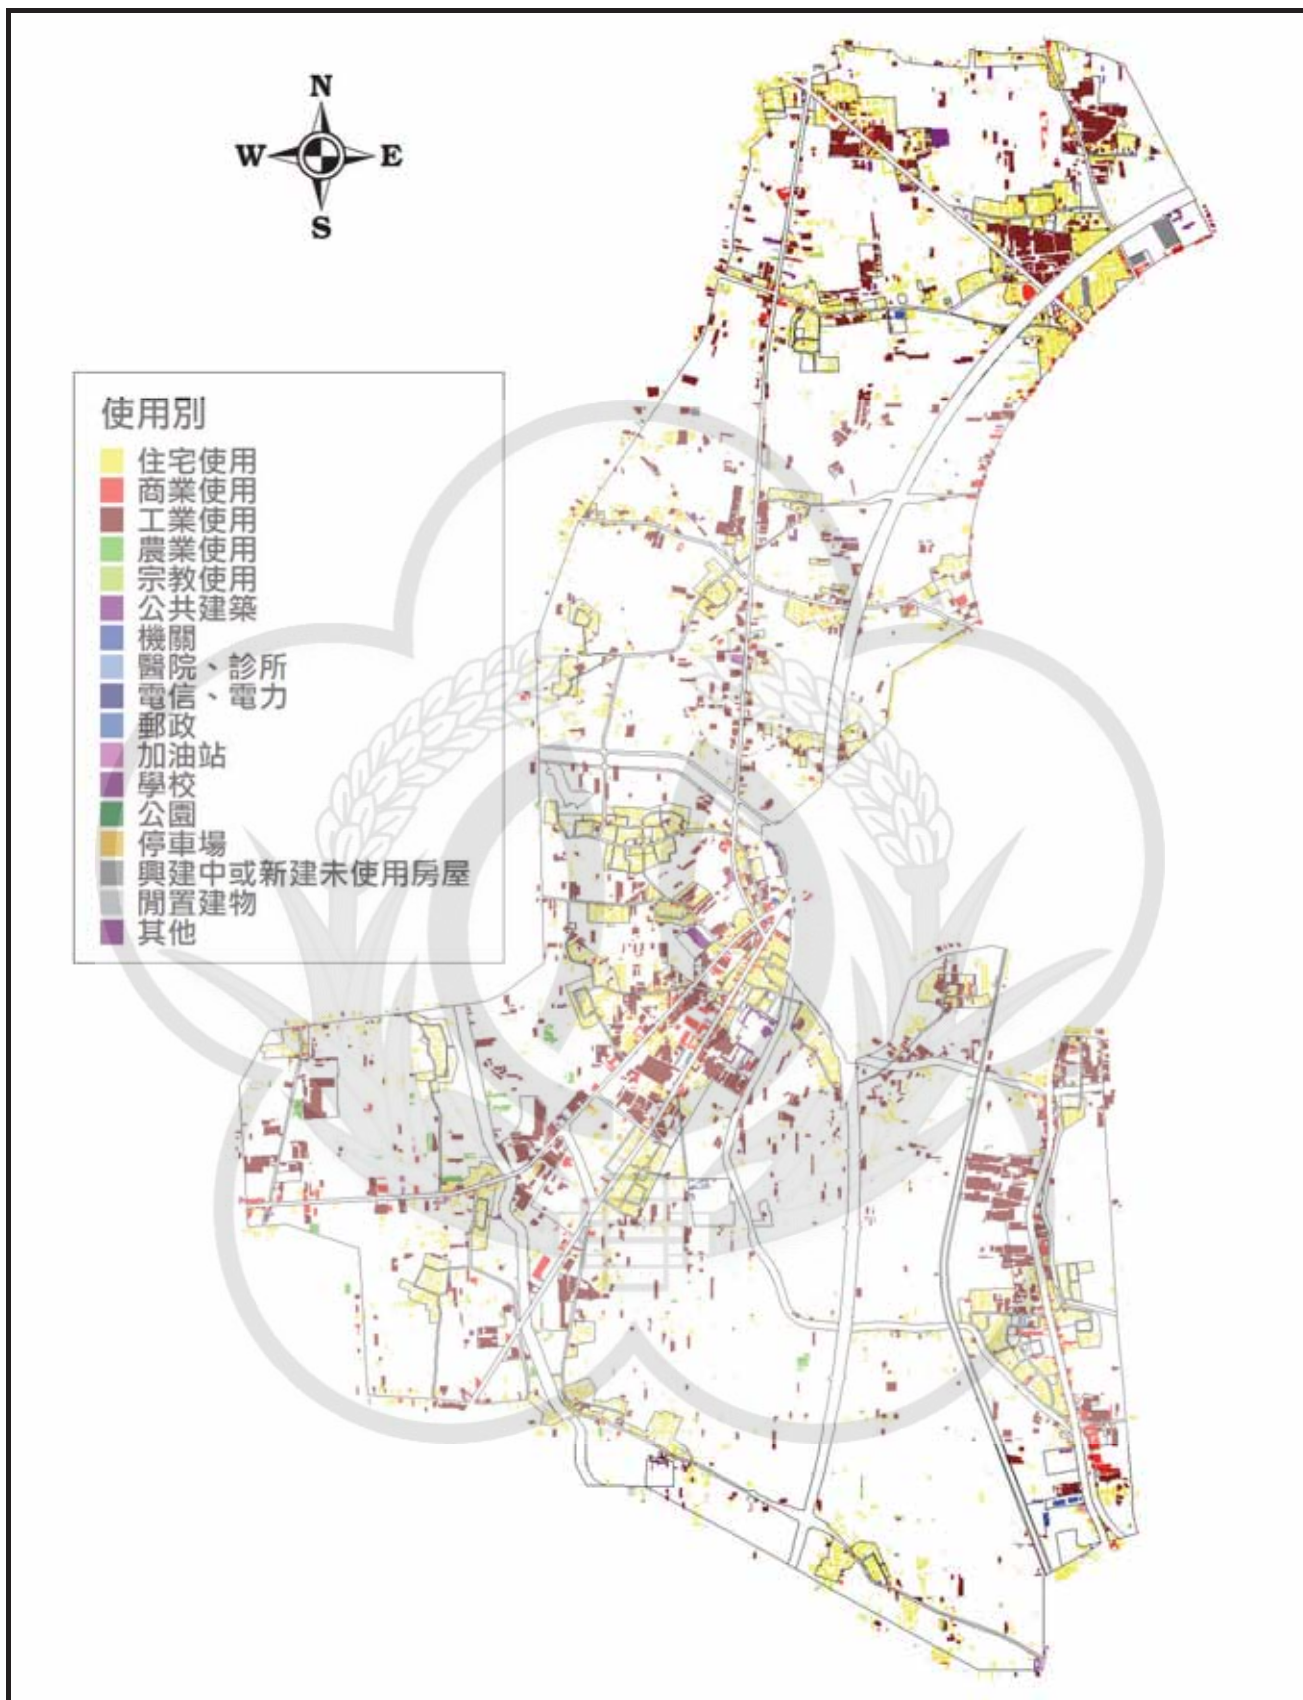 N
W E
S
使用別
住宅使用
商業使用
工業使用
農業使用
宗教使用
公共建築
機關
醫院、診所
電信、電力
郵政
加油站
學校
公園
停車場
興建中或新建未使用房屋
閒置建物
其他